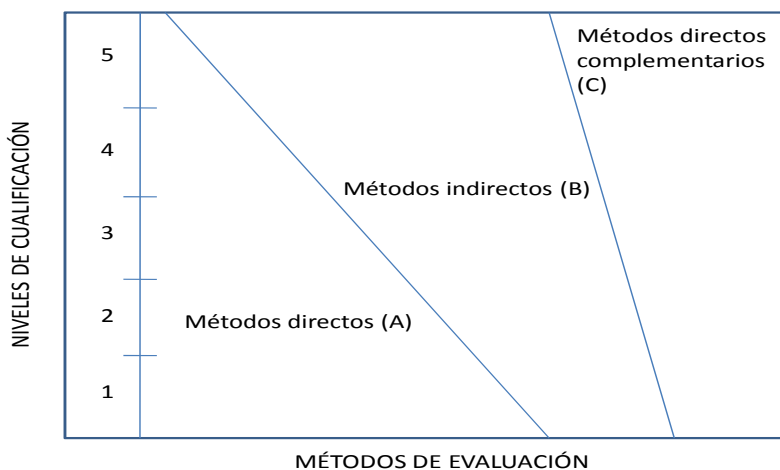 NIVELES DE CUALIFICACIÓN
5
4
3
2
1
Métodos directos
complementarios
(C)
Métodos indirectos (B)
Métodos directos (A)
MÉTODOS DE EVALUACIÓN